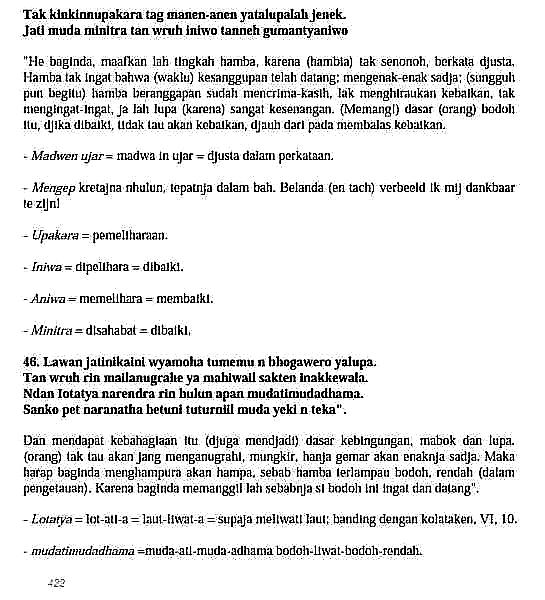 Tak kinkinnupakara tag manen-anen yatalupalah jenek.
Jati muda minitra tan wruh iniwo tanneh gumantyaniwo
"He baginda, maafkan lah tingkah hamba, karena (hambta) tak senonoh, berkata djusta.
Hamba tak ingat bahwa (waktu) kesanggupan telah datang; mengenak-enak sadja; (sungguh
pun begitu) hamba beranggapan sudah mencrima-kasih, lak menghiraukan kebaikan, tak
mengingat-ingat, ja lah lupa (karena) sangat kesenangan. (Memang!) dasar (orang) bodoh
itu, djika dibaiki, tidak tau akan kebaikan, djauh dari pada membalas kebaikan.
- Madwen ujar = madwa in ujar = djusta dalam perkataan.
- Mengep kretajna nhulun, tepatnja dalam bah. Belanda (en tach) verbeeld ik mij dankbaar
te zijn!
- Upakara = pemeliharaan.
- Iniwa = dipelihara = dibaiki.
- Aniwa = memelihara = membaiki.
- Minitra = disahabat = dibaiki,
46. Lawan jatinikaini wyamoha tumemu n bhogawero yalupa.
Tan wruh rin mailanugrahe ya mahiwail sakten inakkewala.
Ndan Iotatya narendra rin hulun apan mudatimudadhama.
Sanko pet naranatha hetuni tuturniil muda yeki n teka".
Dan mendapat kebahagiaan itu (djuga mendjadi) dasar kebingungan, mabok dan lupa.
(orang) tak tau akan jang menganugrahi, mungkir, hanja gemar akan enaknja sadja. Maka
harap baginda menghampura akan hampa, sebab hamba terlampau bodoh, rendah (dalam
pengetauan). Karena baginda memanggil lah sebabnja si bodoh ini ingat dan datang".
- Lotatya = lot-ati-a = laut-liwat-a = supaja meliwati laut; banding dengan kolataken, VI, 10.
- mudatimudadhama =muda-ati-muda-adhama bodoh-liwat-bodoh-rendah.
422